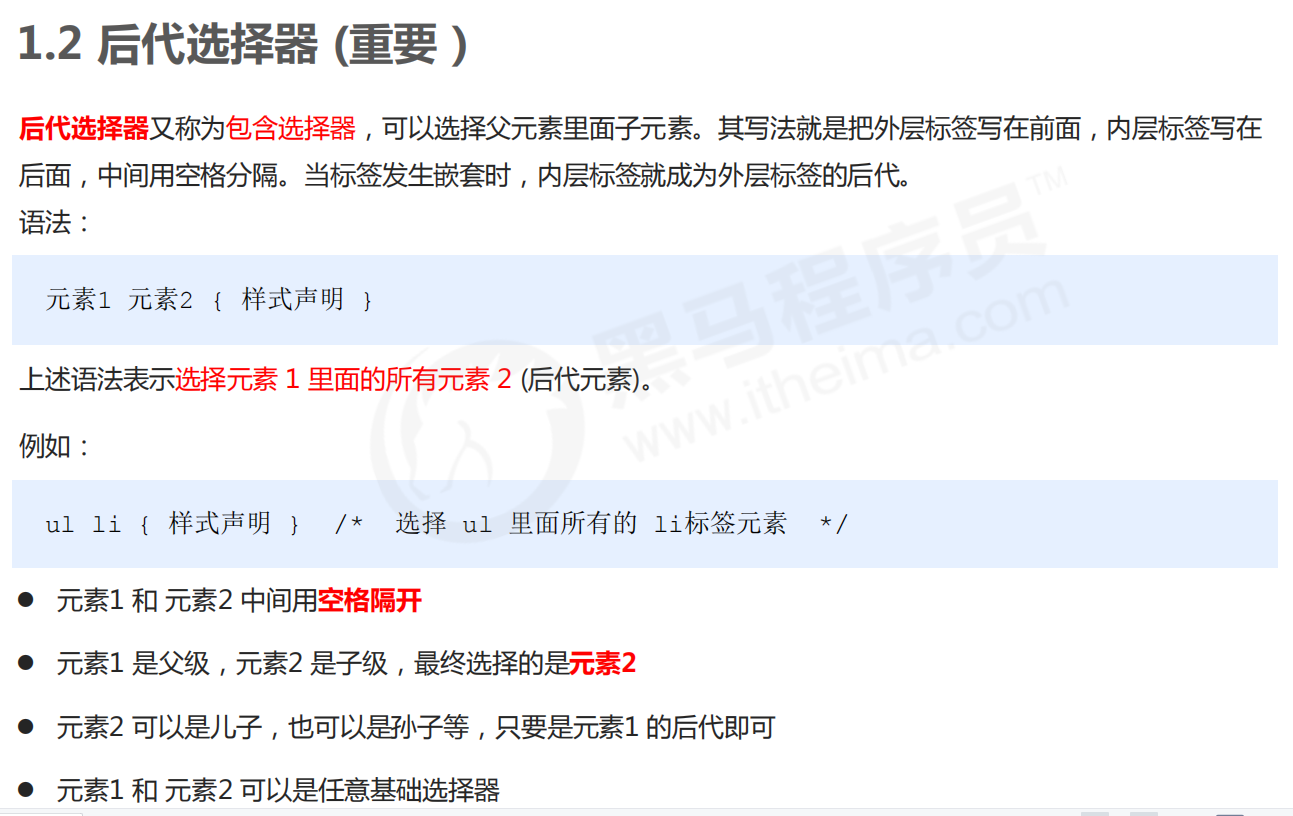 1.2 后代选择器 (重要 )
后代选择器又称为包含选择器，可以选择父元素里面子元素。其写法就是把外层标签写在前面，内层标签写在
后面，中间用空格分隔。当标签发生嵌套时，内层标签就成为外层标签的后代。
语法：
元素1 元素2 { 样式声明 }
上述语法表示选择元素 1 里面的所有元素 2 (后代元素)。
例如：
ul li { 样式声明 } /* 选择 ul 里面所有的 li标签元素 */
● 元素1 和 元素2 中间用空格隔开
● 元素1 是父级，元素2 是子级，最终选择的是元素2
● 元素2 可以是儿子，也可以是孙子等，只要是元素1 的后代即可
● 元素1 和 元素2 可以是任意基础选择器
黑马程序员™
www.itheima.com